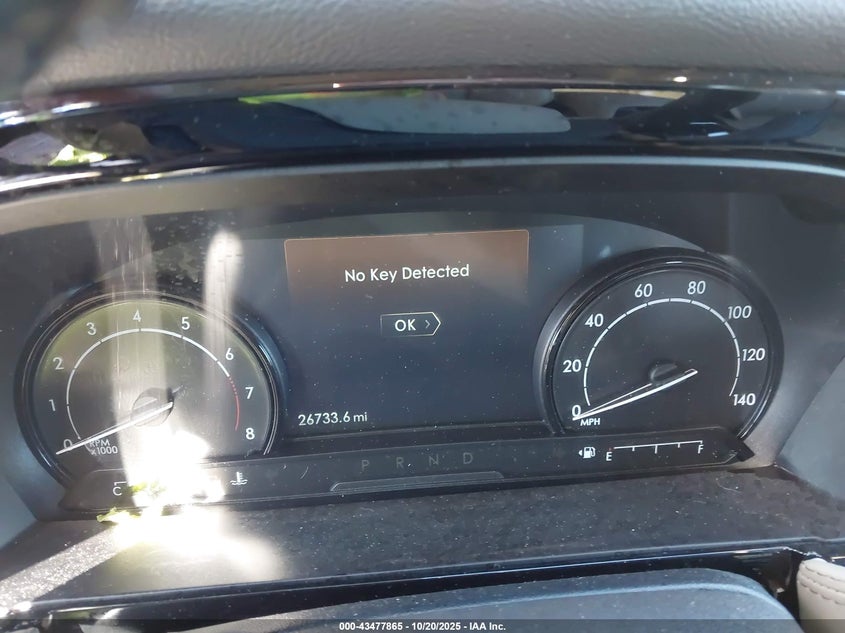 No Key Detected
OK
26733.6 mi
0 1 2 3 4 5 6 7 8
RPM
x1000
0 20 40 60 80 100 120 140
MPH
P R N D
C
E F
000-43477865 - 10/20/2025 - IAA Inc.